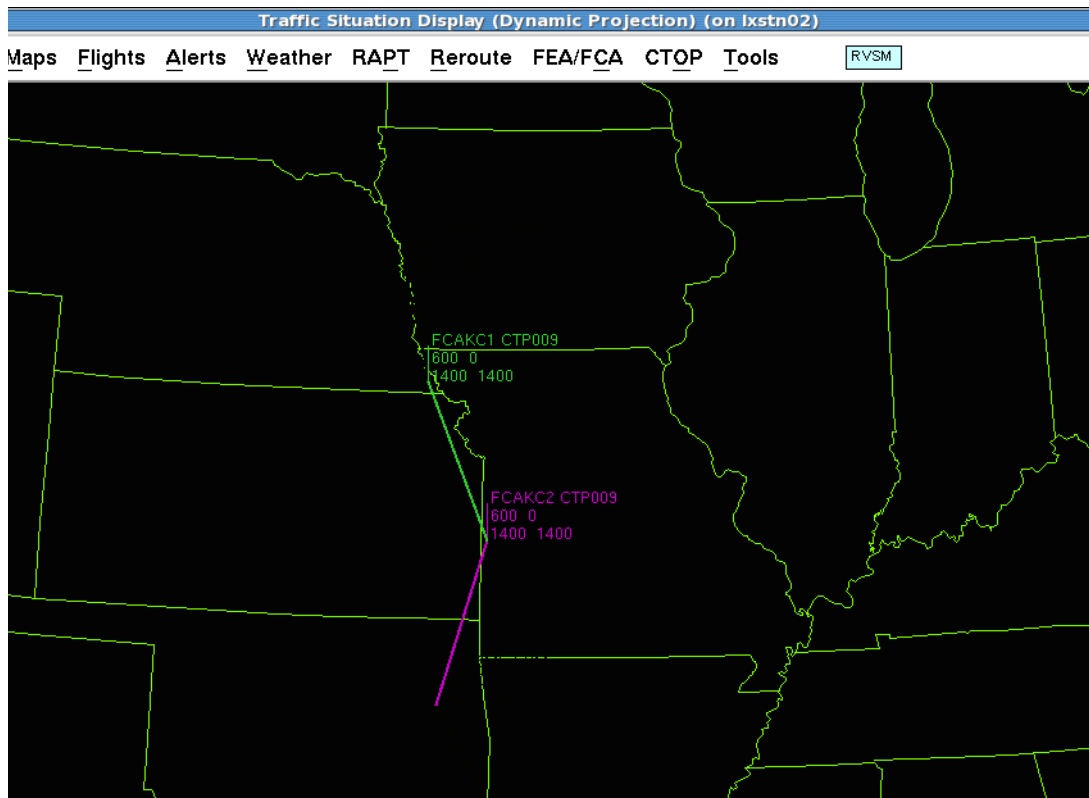 Traffic Situation Display (Dynamic Projection) (on lxstn02)
Maps Flights Alerts Weather RAPT Reroute FEA/FCA CTOP Tools RVSM
FCAKC1 CTP009
600 0
1400 1400
FCAKC2 CTP009
600 0
1400 1400